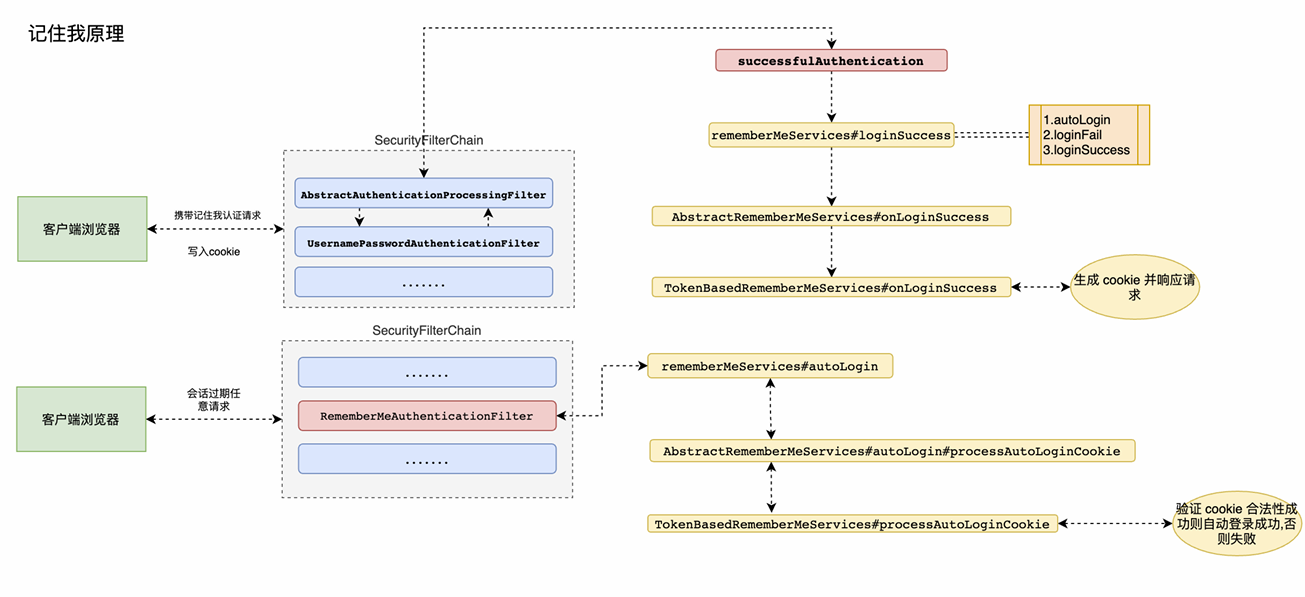 记住我原理
successfulAuthentication
rememberMeServices#loginSuccess
1.autoLogin
2.loginFail
3.loginSuccess
SecurityFilterChain
AbstractAuthenticationProcessingFilter
UsernamePasswordAuthenticationFilter
.......
客户端浏览器
携带记住我认证请求
写入cookie
AbstractRememberMeServices#onLoginSuccess
TokenBasedRememberMeServices#onLoginSuccess
生成 cookie 并响应请
求
SecurityFilterChain
.......
RememberMeAuthenticationFilter
.......
客户端浏览器
会话过期任
意请求
rememberMeServices#autoLogin
AbstractRememberMeServices#autoLogin#processAutoLoginCookie
TokenBasedRememberMeServices#processAutoLoginCookie
验证 cookie 合法性成
功则自动登录成功,否
则失败